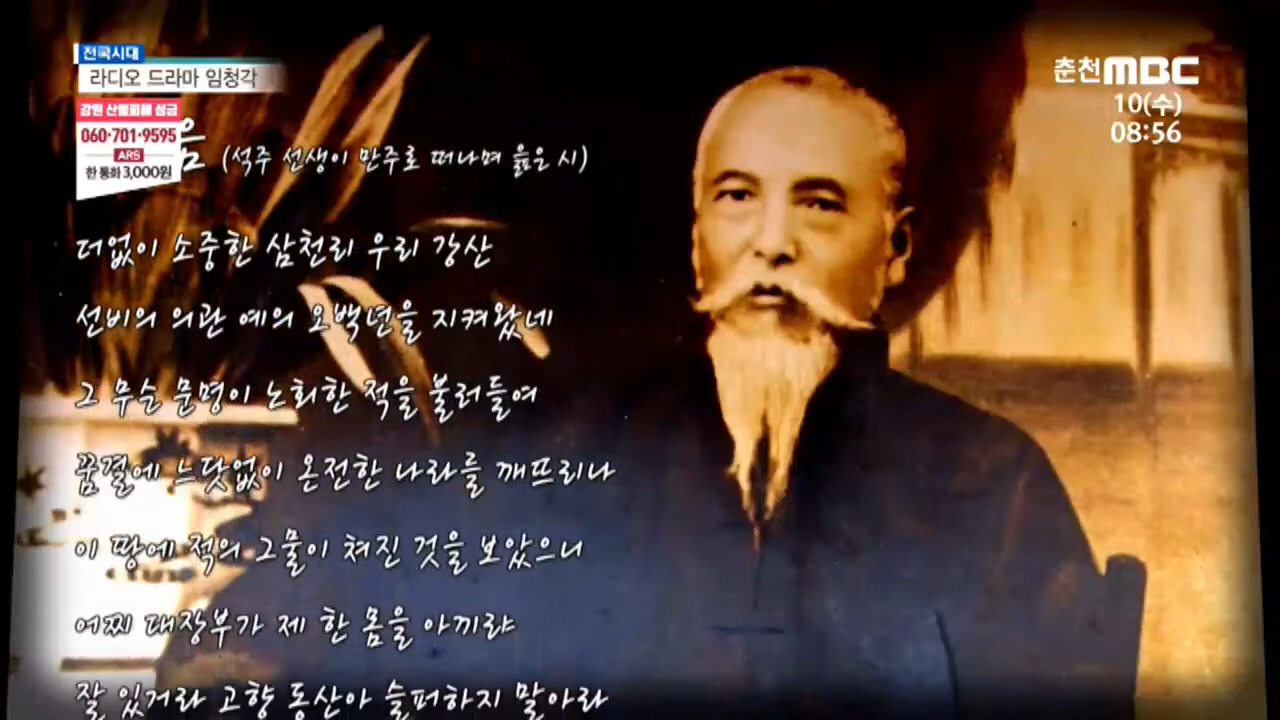 전국시대
라디오 드라마 임청각
강원 산불피해 성금
060·701·9595
ARS
한 통화 3,000원
춘천MBC
10(수)
08:56
음 (석주 선생이 만주로 떠나며 읊은 시)
더없이 소중한 삼천리 우리 강산
선비의 의관 예의 오백년을 지켜왔네
그 무슨 문명이 노회한 적을 불러들여
꿈결에 느닷없이 온전한 나라를 깨뜨리나
이 땅에 적의 그물이 쳐진 것을 보았으니
어찌 대장부가 제 한 몸을 아끼랴
잘 있거라 고향 동산아 슬퍼하지 말아라